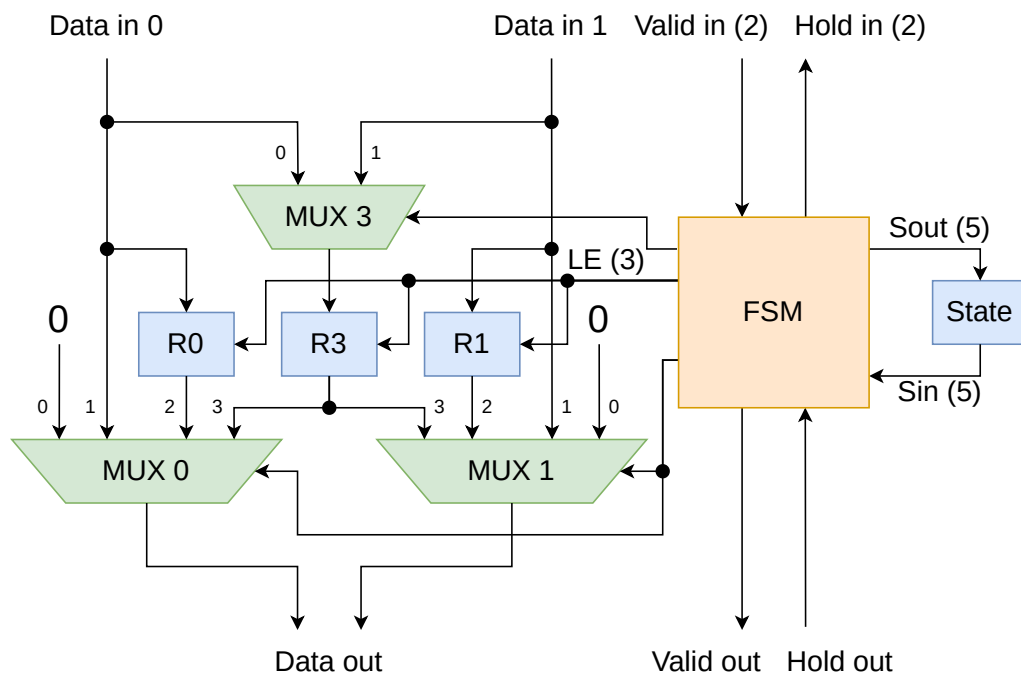 Data in 0
Data in 1
Valid in (2)
Hold in (2)
0
1
MUX 3
Sout (5)
LE (3)
0
R0
R3
R1
0
FSM
State
Sin (5)
0
1
2
3
3
2
1
0
MUX 0
MUX 1
Data out
Valid out
Hold out